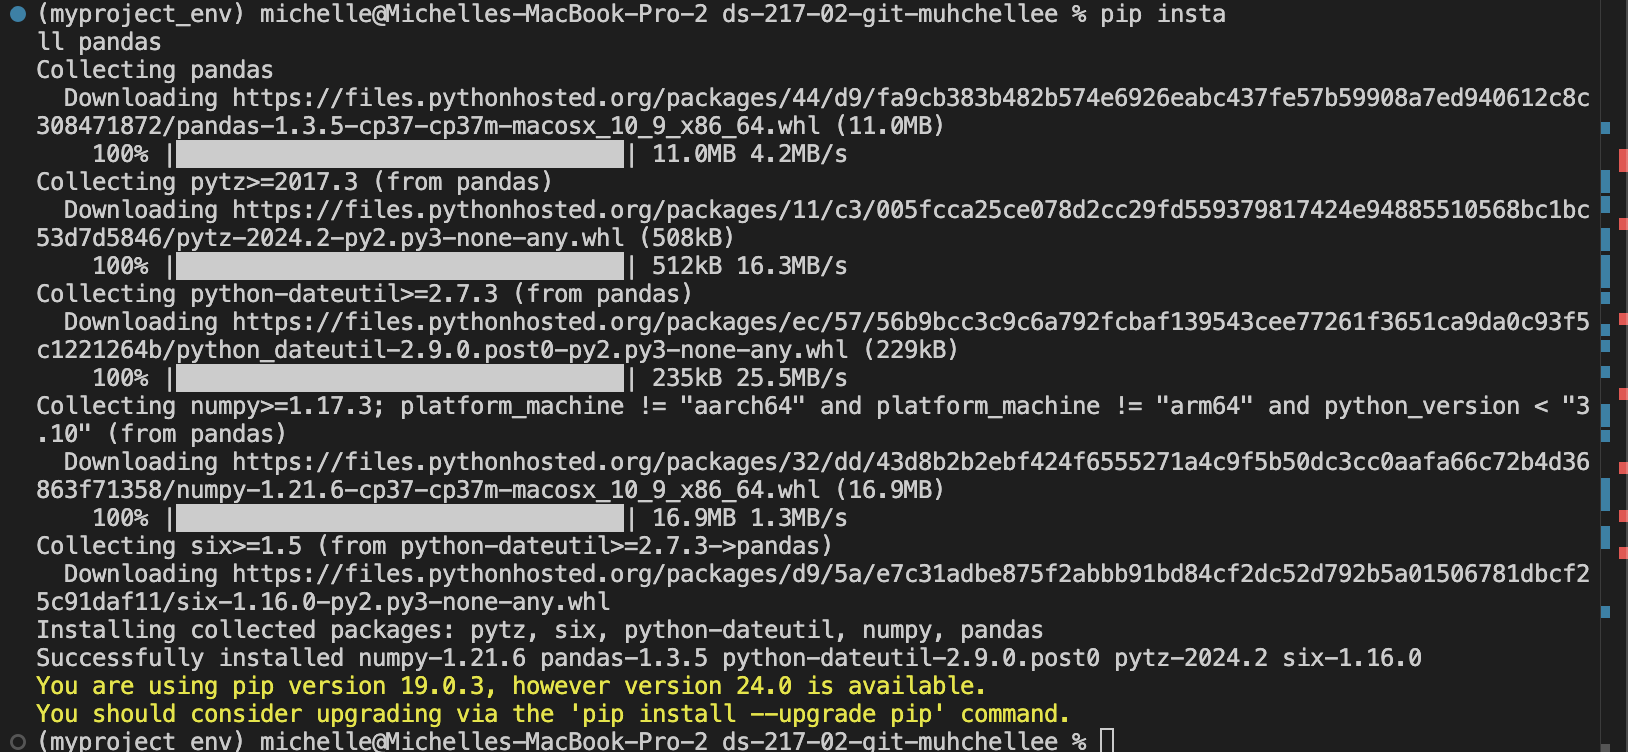 (myproject_env) michelle@Michelles-MacBook-Pro-2 ds-217-02-git-muhchellee % pip insta
ll pandas
Collecting pandas
  Downloading https://files.pythonhosted.org/packages/44/d9/fa9cb383b482b574e6926eabc437fe57b59908a7ed940612c8c
308471872/pandas-1.3.5-cp37-cp37m-macosx_10_9_x86_64.whl (11.0MB)
    100% |████████████████████████████████| 11.0MB 4.2MB/s
Collecting pytz>=2017.3 (from pandas)
  Downloading https://files.pythonhosted.org/packages/11/c3/005fcca25ce078d2cc29fd559379817424e94885510568bc1bc
53d7d5846/pytz-2024.2-py2.py3-none-any.whl (508kB)
    100% |████████████████████████████████| 512kB 16.3MB/s
Collecting python-dateutil>=2.7.3 (from pandas)
  Downloading https://files.pythonhosted.org/packages/ec/57/56b9bcc3c9c6a792fcbaf139543cee77261f3651ca9da0c93f5
c1221264b/python_dateutil-2.9.0.post0-py2.py3-none-any.whl (229kB)
    100% |████████████████████████████████| 235kB 25.5MB/s
Collecting numpy>=1.17.3; platform_machine != "aarch64" and platform_machine != "arm64" and python_version < "3
.10" (from pandas)
  Downloading https://files.pythonhosted.org/packages/32/dd/43d8b2b2ebf424f6555271a4c9f5b50dc3cc0aafa66c72b4d36
863f71358/numpy-1.21.6-cp37-cp37m-macosx_10_9_x86_64.whl (16.9MB)
    100% |████████████████████████████████| 16.9MB 1.3MB/s
Collecting six>=1.5 (from python-dateutil>=2.7.3->pandas)
  Downloading https://files.pythonhosted.org/packages/d9/5a/e7c31adbe875f2abbb91bd84cf2dc52d792b5a01506781dbcf2
5c91daf11/six-1.16.0-py2.py3-none-any.whl
Installing collected packages: pytz, six, python-dateutil, numpy, pandas
Successfully installed numpy-1.21.6 pandas-1.3.5 python-dateutil-2.9.0.post0 pytz-2024.2 six-1.16.0
You are using pip version 19.0.3, however version 24.0 is available.
You should consider upgrading via the 'pip install --upgrade pip' command.
(myproject_env) michelle@Michelles-MacBook-Pro-2 ds-217-02-git-muhchellee %